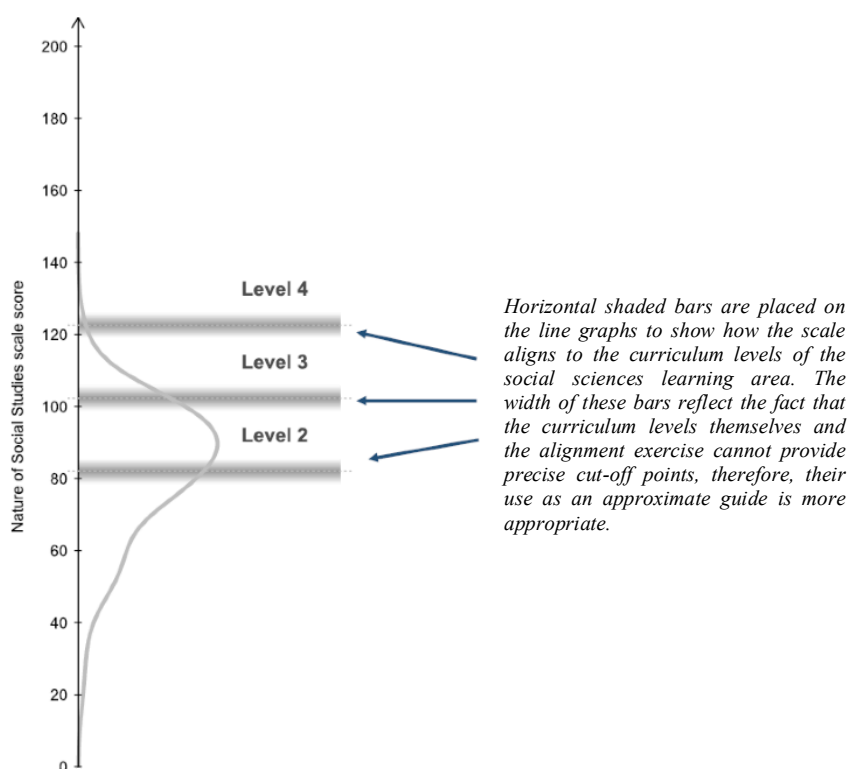 200
180
160
140
120
100
80
60
40
20
0
Nature of Social Studies scale score
Level 4
Level 3
Level 2
Horizontal shaded bars are placed on
the line graphs to show how the scale
aligns to the curriculum levels of the
social sciences learning area. The
width of these bars reflect the fact that
the curriculum levels themselves and
the alignment exercise cannot provide
precise cut-off points, therefore, their
use as an approximate guide is more
appropriate.